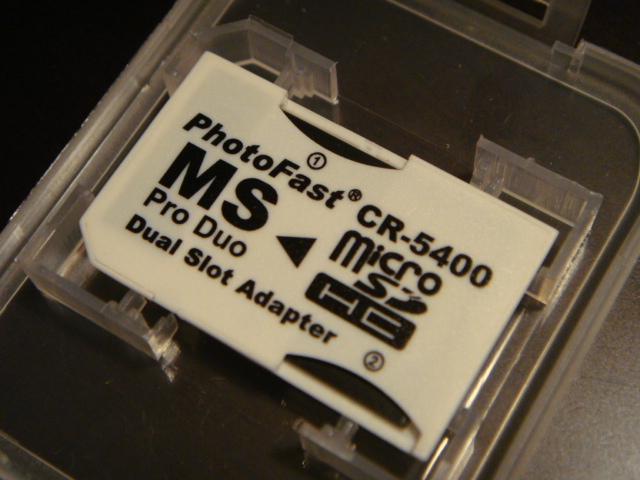 PhotoFast® CR-5400
①
MS
Pro Duo
Dual Slot Adapter
micro
SD
HC
②